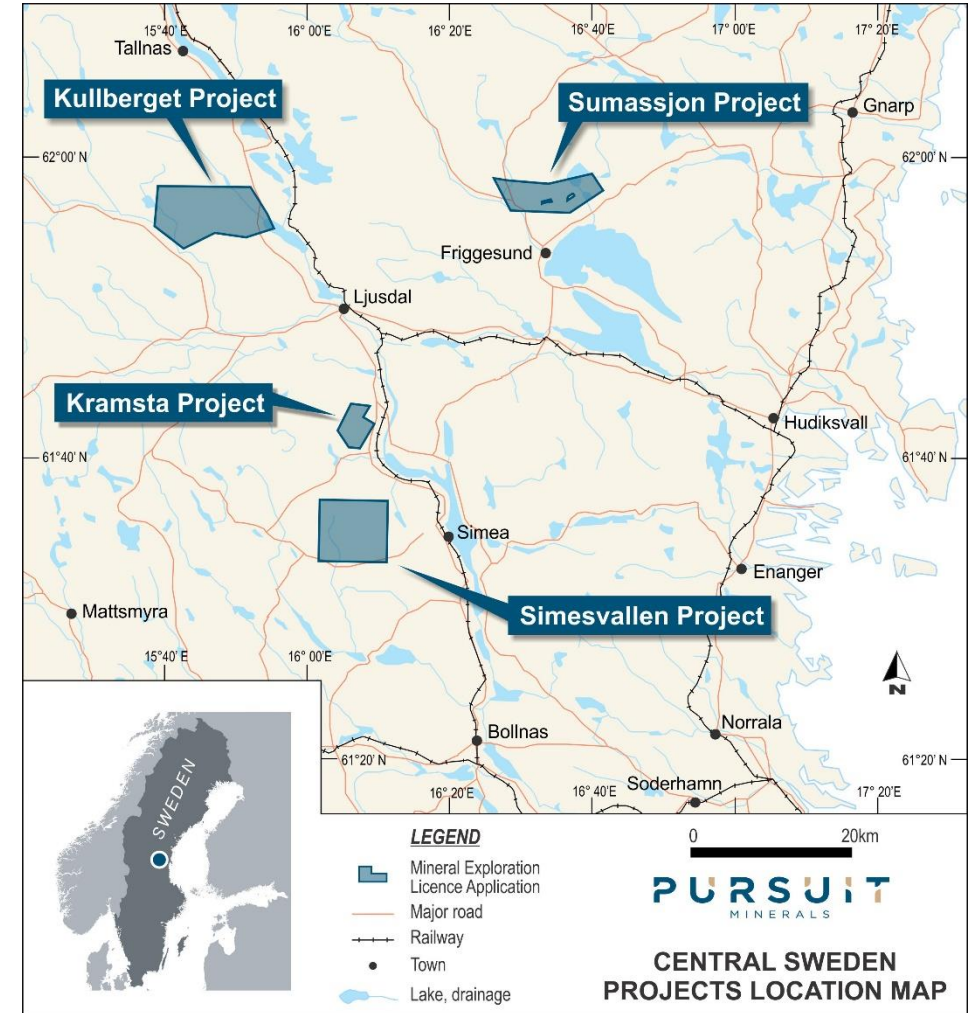 15° 40' E
16° 00' E
16° 20' E
16° 40' E
17° 00' E
17° 20'E
Tallnas
Kullberget Project
Sumassjon Project
Gnarp
62°00' N
62°00' N
Friggesund
Ljusdal
Kramsta Project
Hudiksvall
61°40' N
61°40' N
Simea
Enanger
Mattsmyra
Simesvallen Project
15°40' E
16° 00' E
N
Norrala
Bollnas
61°20' N
61°20' N
Soderhamn
16° 20'E
16° 40' E
17° 20'E
SWEDEN
LEGEND
Mineral Exploration
Licence Application
Major road
Railway
Town
Lake, drainage
0
20km
PURSUIT
MINERALS
CENTRAL SWEDEN
PROJECTS LOCATION MAP